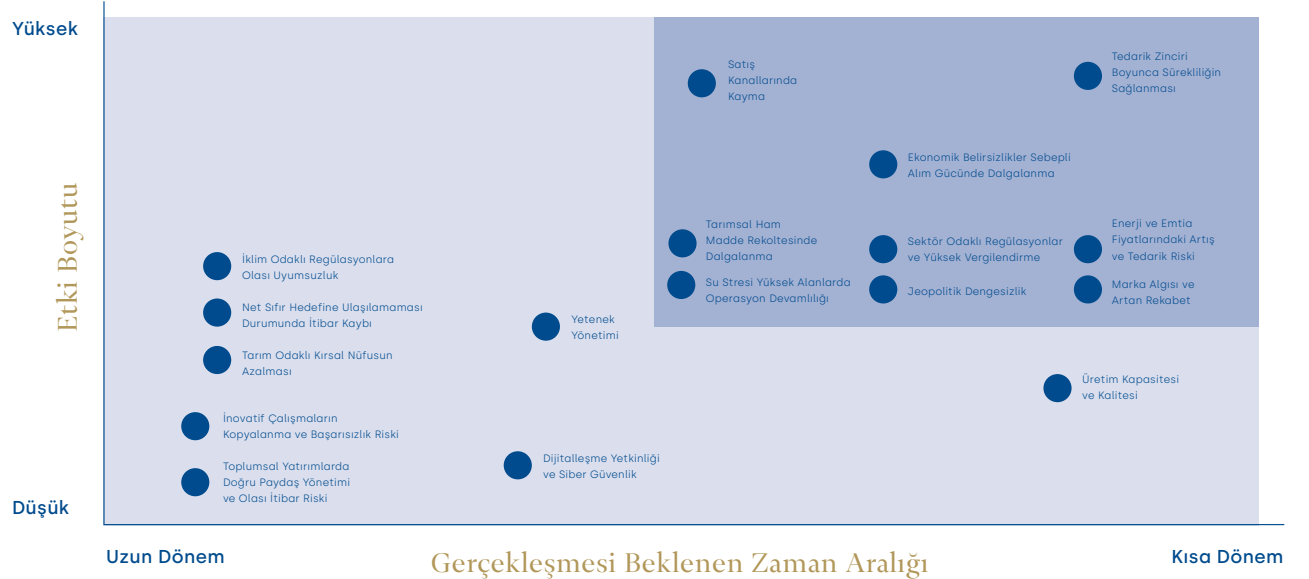 Yüksek
Etki Boyutu
Düşük
Satış
Kanallarında
Kayma
Tedarik Zinciri
Boyunca Sürekliliğin
Sağlanması
Ekonomik Belirsizlikler Sebepli
Alım Gücünde Dalgalanma
Tarımsal Ham
Madde Rekoltesinde
Dalgalanma
Sektör Odaklı Regülasyonlar
ve Yüksek Vergilendirme
Enerji ve Emtia
Fiyatlarındaki Artış
ve Tedarik Riski
Su Stresi Yüksek Alanlarda
Operasyon Devamlılığı
Jeopolitik Dengesizlik
Marka Algısı ve
Artan Rekabet
İklim Odaklı Regülasyonlara
Olası Uyumsuzluk
Net Sıfır Hedefine Ulaşılamaması
Durumunda İtibar Kaybı
Yetenek
Yönetimi
Tarım Odaklı Kırsal Nüfusun
Azalması
Üretim Kapasitesi
ve Kalitesi
İnovatif Çalışmaların
Kopyalanma ve Başarısızlık Riski
Dijitalleşme Yetkinliği
ve Siber Güvenlik
Toplumsal Yatırımlarda
Doğru Paydaş Yönetimi
ve Olası İtibar Riski
Uzun Dönem
Gerçekleşmesi Beklenen Zaman Aralığı
Kısa Dönem